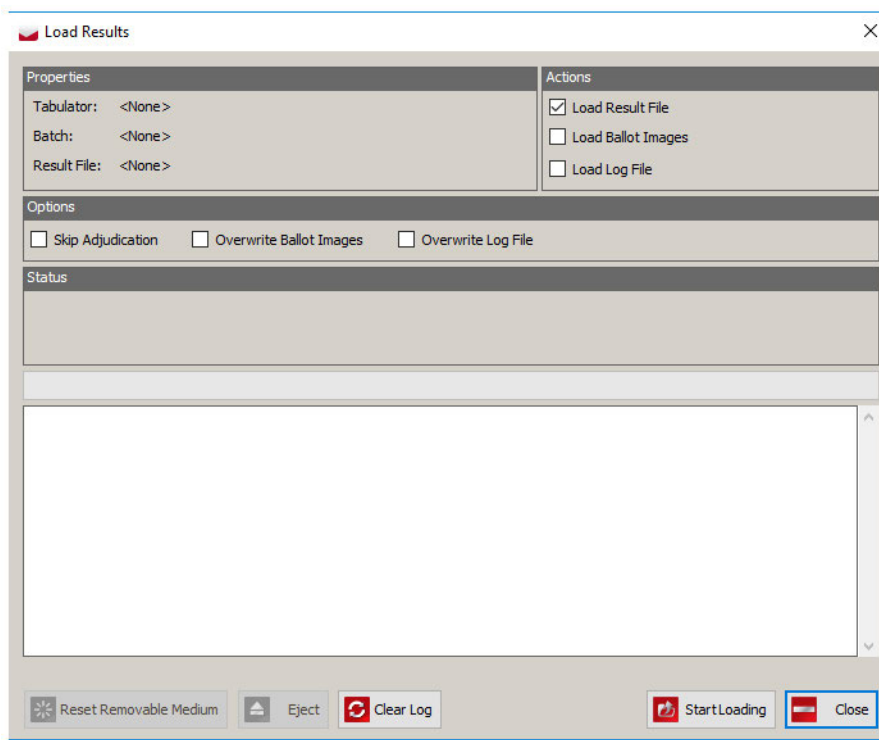 Load Results
Properties
Tabulator: <None>
Batch: <None>
Result File: <None>
Actions
Load Result File
Load Ballot Images
Load Log File
Options
Skip Adjudication Overwrite Ballot Images Overwrite Log File
Status
Reset Removable Medium Eject Clear Log Start Loading Close